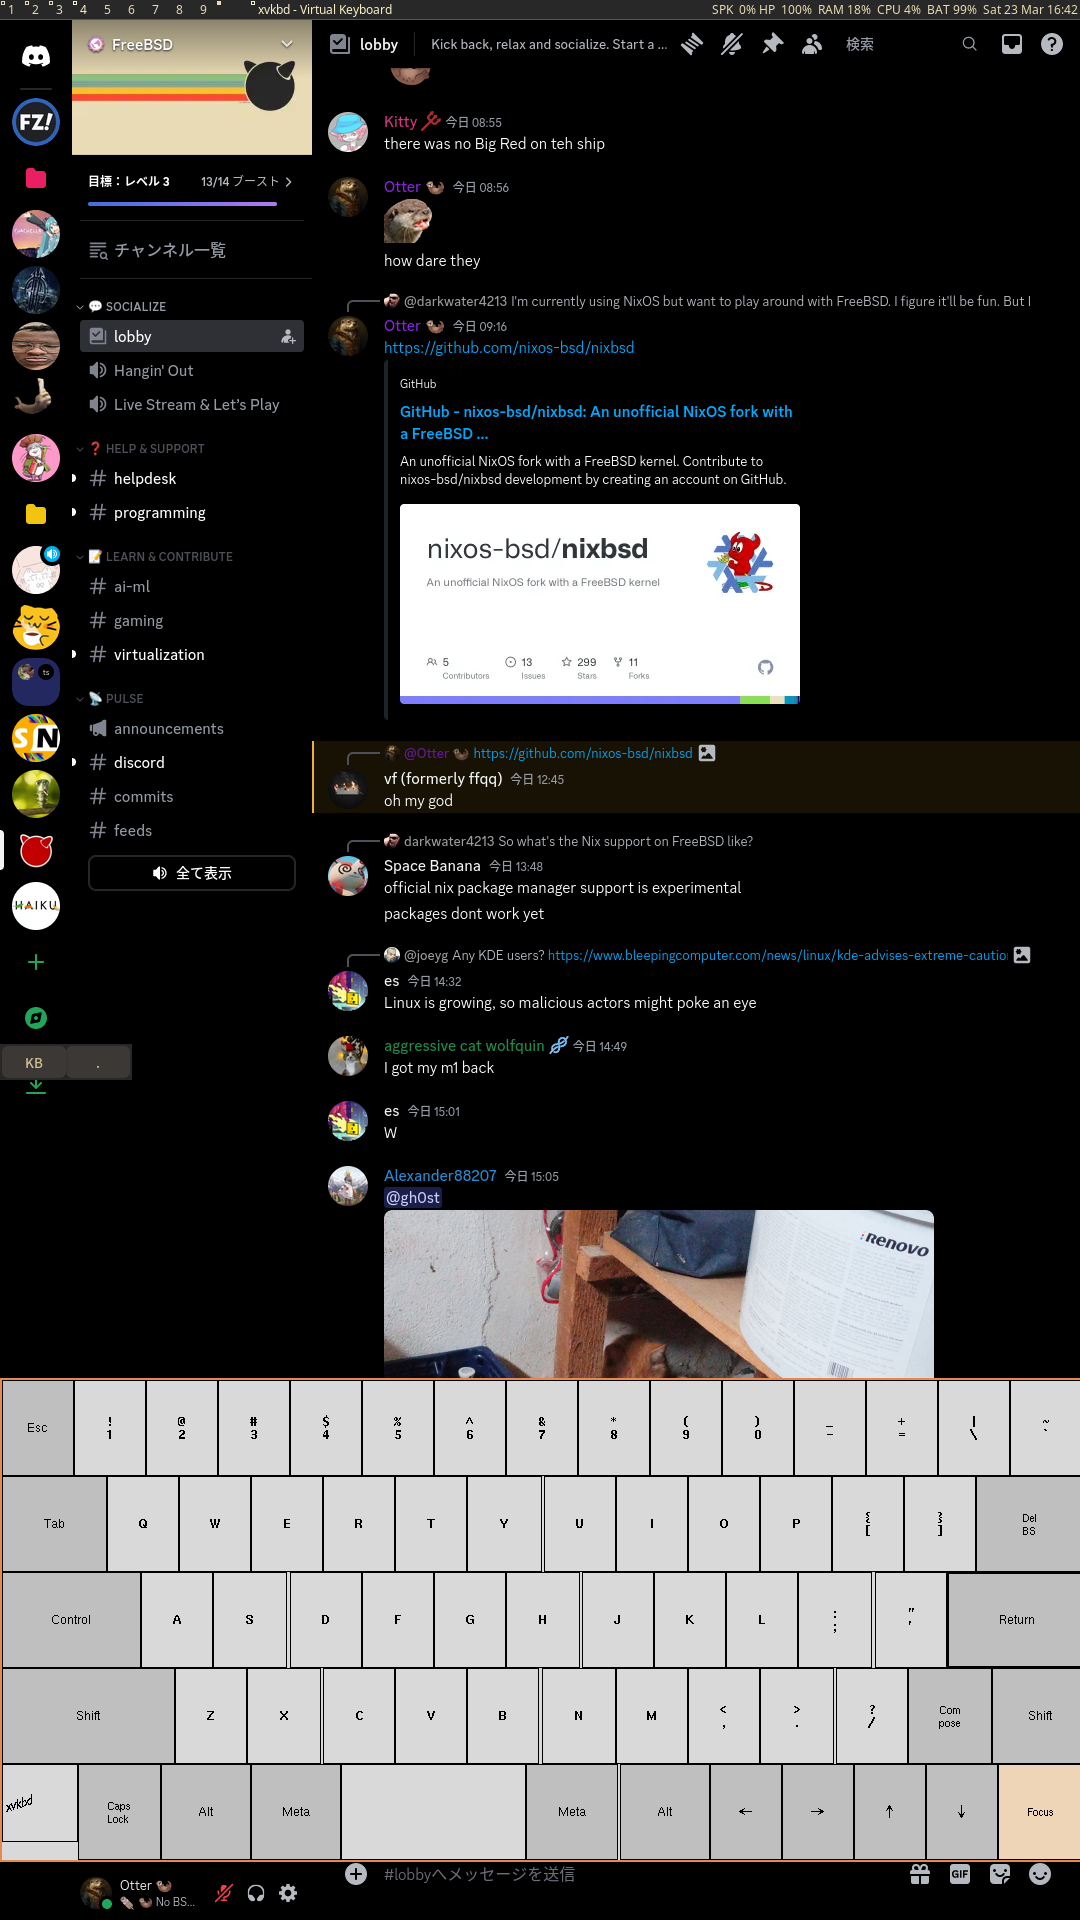 1 2 3 4 5 6 7 8 9 xvkbd - Virtual Keyboard SPK 0% HP 100% RAM 18% CPU 4% BAT 99% Sat 23 Mar 16:42
FreeBSD
目標：レベル 3 13/14 ブースト
チャンネル一覧
SOCIALIZE
lobby
Hangin' Out
Live Stream & Let's Play
HELP & SUPPORT
helpdesk
programming
LEARN & CONTRIBUTE
ai-ml
gaming
virtualization
PULSE
announcements
discord
commits
feeds
全て表示
FZ!
ts
SN
HAIKU
KB .
lobby Kick back, relax and socialize. Start a ... 検索
Kitty 今日 08:55
there was no Big Red on teh ship
Otter 今日 08:56
how dare they
@darkwater4213 I'm currently using NixOS but want to play around with FreeBSD. I figure it'll be fun. But I
Otter 今日 09:16
https://github.com/nixos-bsd/nixbsd
GitHub
GitHub - nixos-bsd/nixbsd: An unofficial NixOS fork with
a FreeBSD ...
An unofficial NixOS fork with a FreeBSD kernel. Contribute to
nixos-bsd/nixbsd development by creating an account on GitHub.
nixos-bsd/nixbsd
An unofficial NixOS fork with a FreeBSD kernel
5 13 299 11
Contributors Issues Stars Forks
@Otter https://github.com/nixos-bsd/nixbsd
vf (formerly ffqq) 今日 12:45
oh my god
darkwater4213 So what's the Nix support on FreeBSD like?
Space Banana 今日 13:48
official nix package manager support is experimental
packages dont work yet
@joeyg Any KDE users? https://www.bleepingcomputer.com/news/linux/kde-advises-extreme-cautio
es 今日 14:32
Linux is growing, so malicious actors might poke an eye
aggressive cat wolfquin 今日 14:49
I got my m1 back
es 今日 15:01
W
Alexander88207 今日 15:05
@gh0st
RENOVO
Esc ! 1 @ 2 # 3 $ 4 % 5 ^ 6 & 7 * 8 ( 9 ) 0 _ - + = | \ ~ `
Tab Q W E R T Y U I O P { [ } ] Del BS
Control A S D F G H J K L : ; " ' Return
Shift Z X C V B N M < , > . ? / Com pose Shift
xvkbd Caps Lock Alt Meta Meta Alt ← → ↑ ↓ Focus
#lobbyへメッセージを送信
GIF
Otter
No BS...